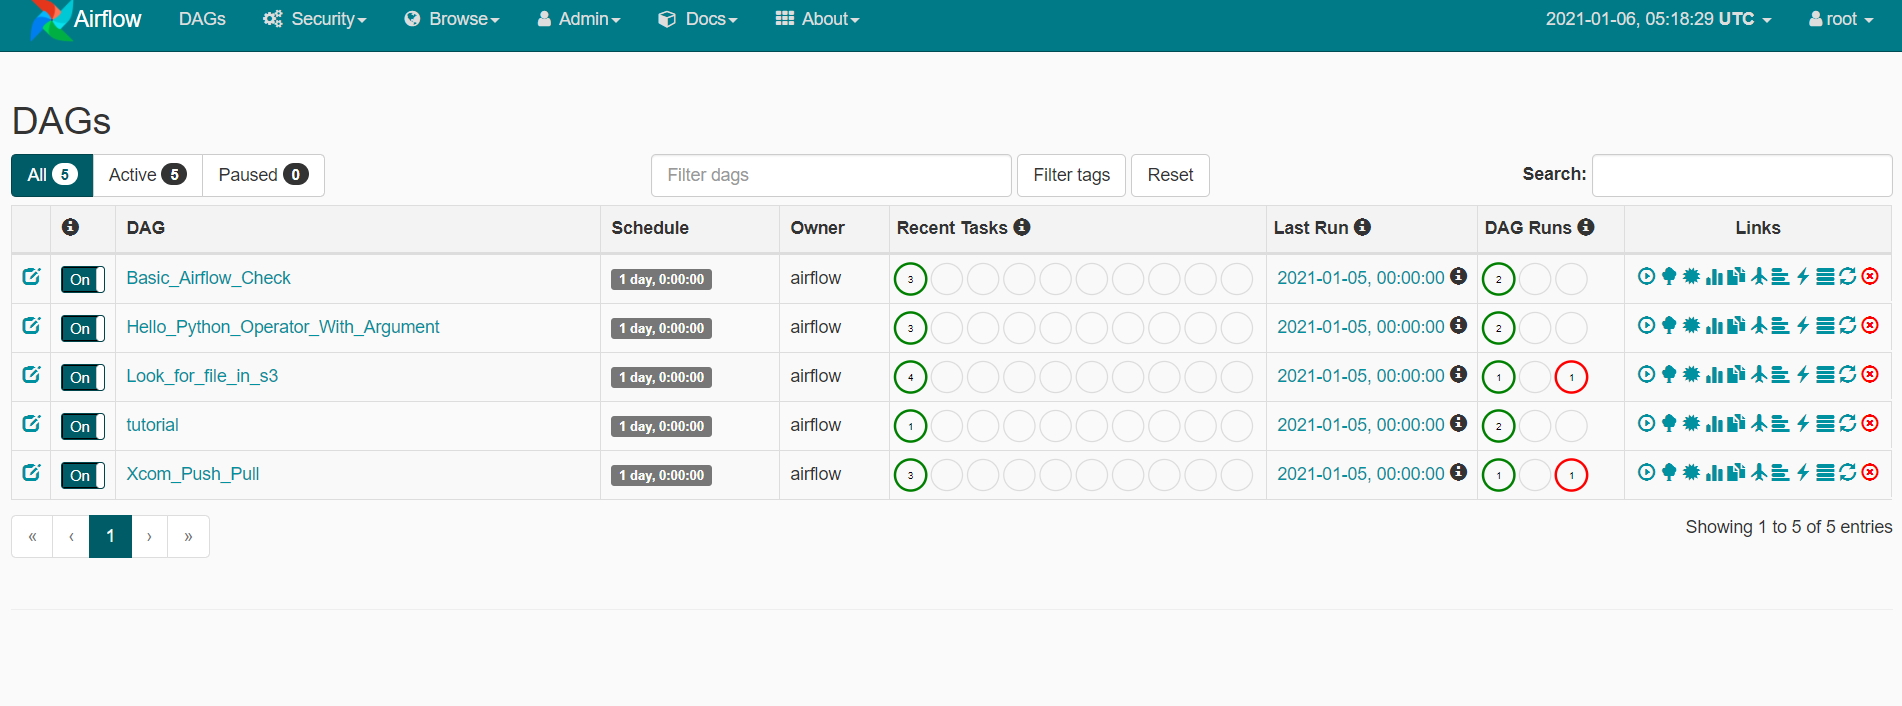 Airflow DAGs Security Browse Admin Docs About 2021-01-06, 05:18:29 UTC root
DAGs
All 5 Active 5 Paused 0 Filter dags Filter tags Reset Search:
DAG Schedule Owner Recent Tasks Last Run DAG Runs Links
On Basic_Airflow_Check 1 day, 0:00:00 airflow 3 2021-01-05, 00:00:00 2
On Hello_Python_Operator_With_Argument 1 day, 0:00:00 airflow 3 2021-01-05, 00:00:00 2
On Look_for_file_in_s3 1 day, 0:00:00 airflow 4 2021-01-05, 00:00:00 1 1
On tutorial 1 day, 0:00:00 airflow 1 2021-01-05, 00:00:00 2
On Xcom_Push_Pull 1 day, 0:00:00 airflow 3 2021-01-05, 00:00:00 1 1
« ‹ 1 › » Showing 1 to 5 of 5 entries